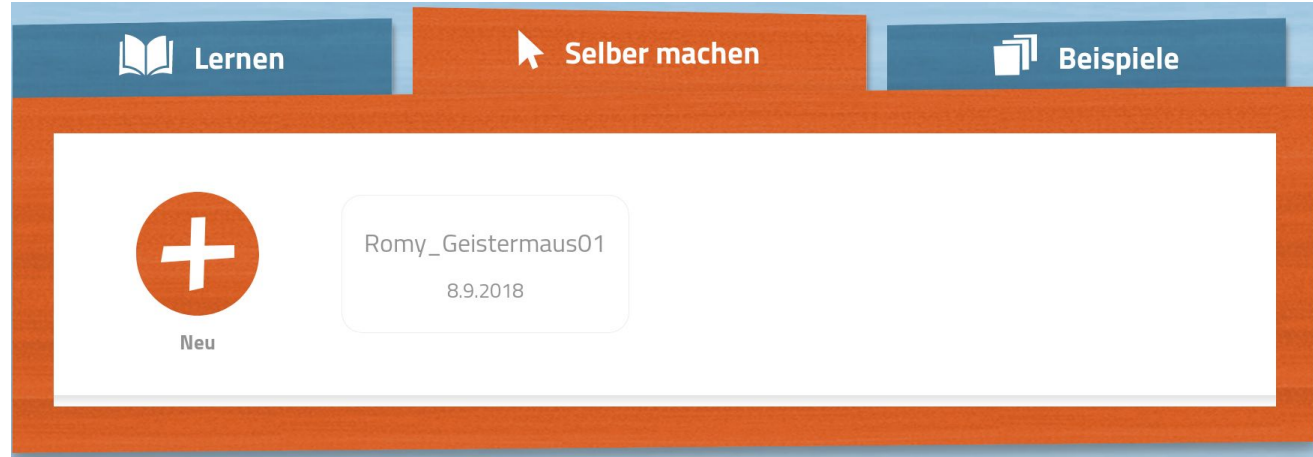 Lernen
Selber machen
Beispiele
Romy_Geistermaus01
8.9.2018
Neu